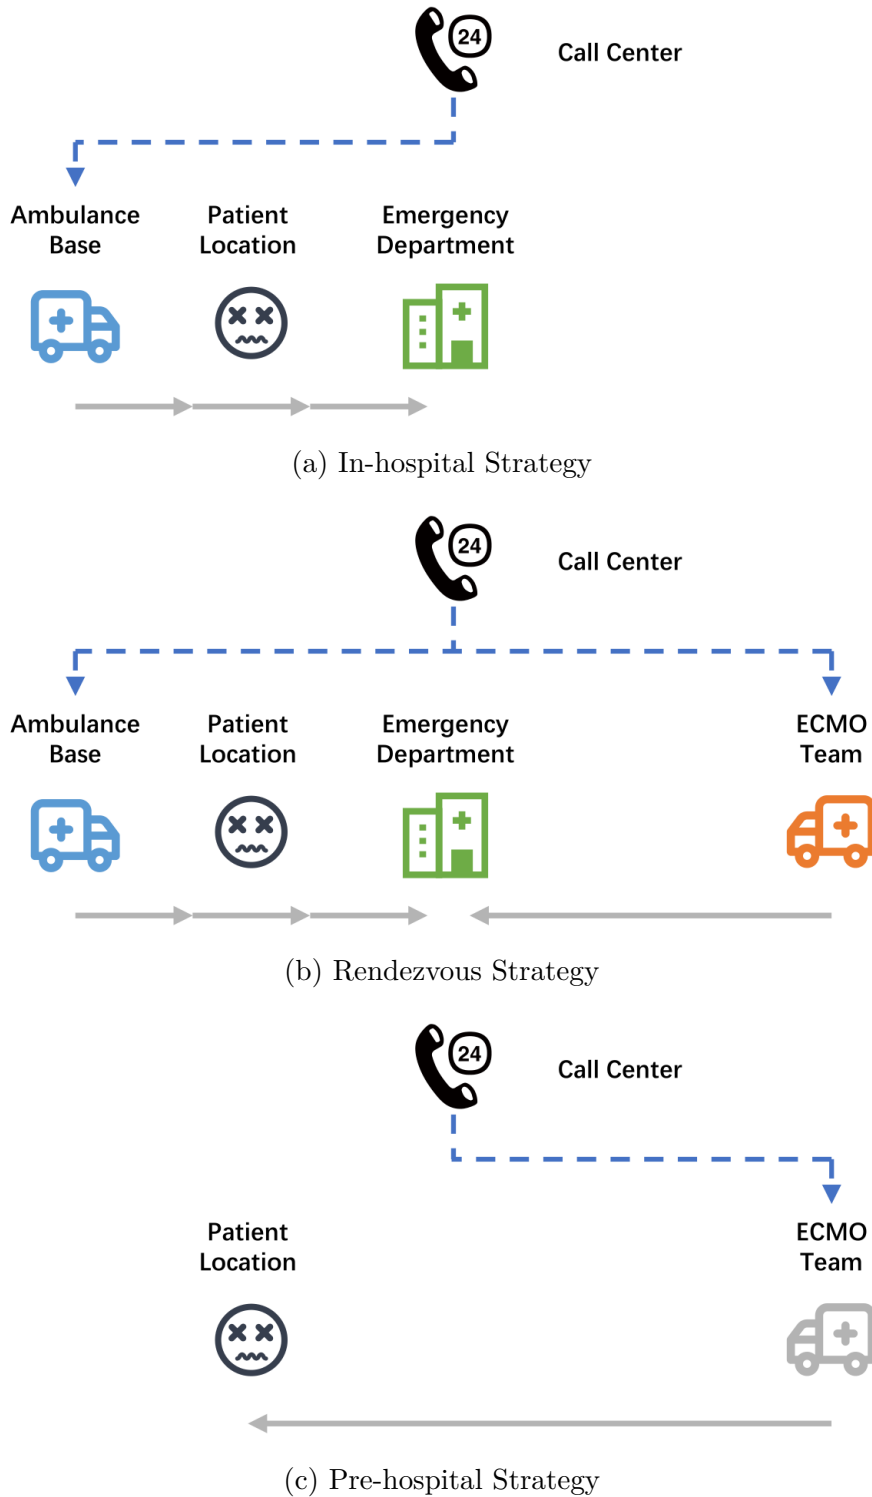 24
Call Center
Ambulance
Base
Patient
Location
Emergency
Department
(a) In-hospital Strategy
24
Call Center
Ambulance
Base
Patient
Location
Emergency
Department
ECMO
Team
(b) Rendezvous Strategy
24
Call Center
Patient
Location
ECMO
Team
(c) Pre-hospital Strategy